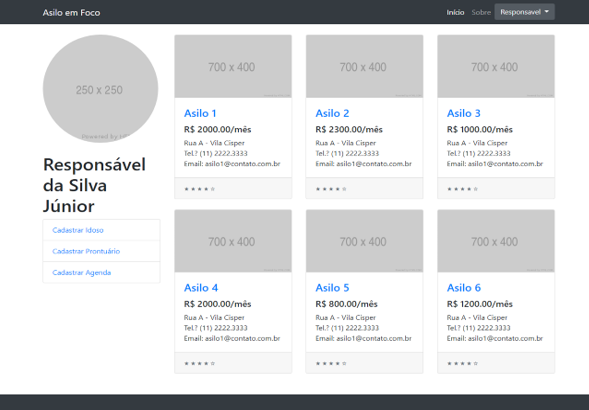 Asilo em Foco
Início Sobre Responsavel
250 x 250
Responsável
da Silva
Júnior
Cadastrar Idoso
Cadastrar Prontuário
Cadastrar Agenda
700 x 400
Asilo 1
R$ 2000.00/mês
Rua A - Vila Cisper
Tel.? (11) 2222.3333
Email: asilo1@contato.com.br
★ ★ ★ ★ ☆
700 x 400
Asilo 2
R$ 2300.00/mês
Rua A - Vila Cisper
Tel.? (11) 2222.3333
Email: asilo1@contato.com.br
★ ★ ★ ★ ☆
700 x 400
Asilo 3
R$ 1000.00/mês
Rua A - Vila Cisper
Tel.? (11) 2222.3333
Email: asilo1@contato.com.br
★ ★ ★ ★ ☆
700 x 400
Asilo 4
R$ 2000.00/mês
Rua A - Vila Cisper
Tel.? (11) 2222.3333
Email: asilo1@contato.com.br
★ ★ ★ ★ ☆
700 x 400
Asilo 5
R$ 800.00/mês
Rua A - Vila Cisper
Tel.? (11) 2222.3333
Email: asilo1@contato.com.br
★ ★ ★ ★ ☆
700 x 400
Asilo 6
R$ 1200.00/mês
Rua A - Vila Cisper
Tel.? (11) 2222.3333
Email: asilo1@contato.com.br
★ ★ ★ ★ ☆